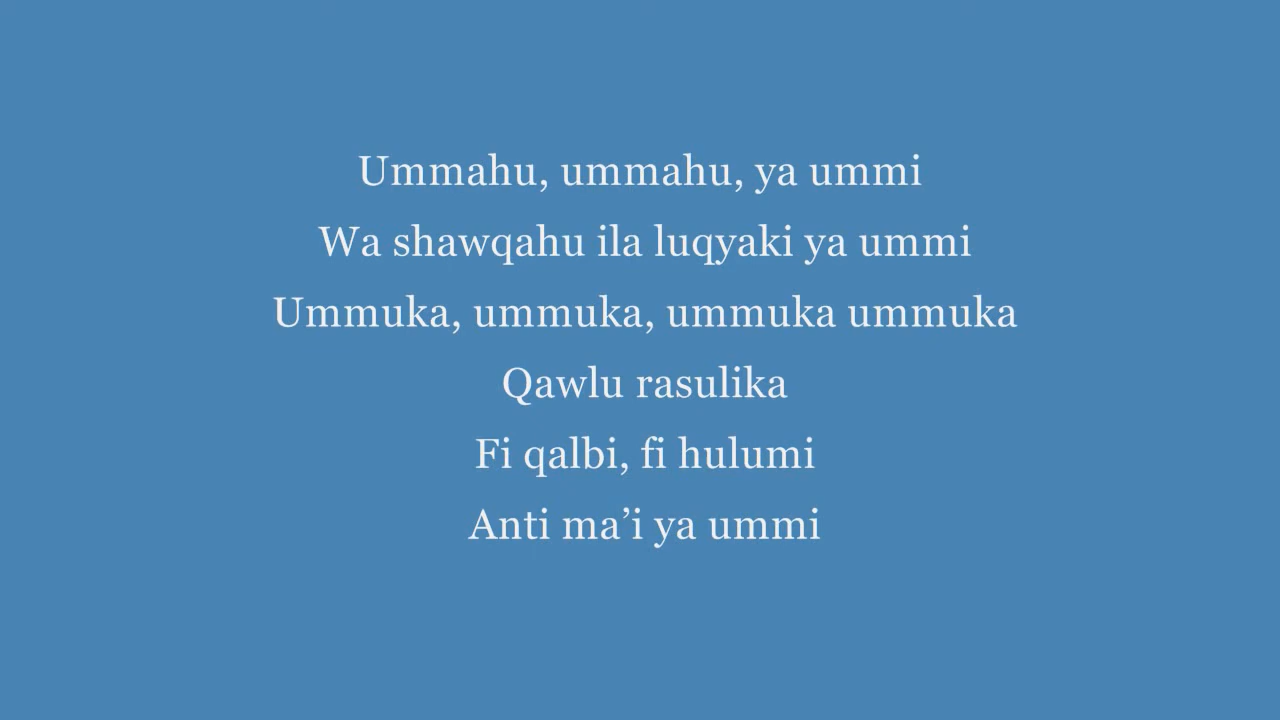 Ummahu, ummahu, ya ummi
Wa shawqahu ila luqyaki ya ummi
Ummuka, ummuka, ummuka ummuka
Qawlu rasulika
Fi qalbi, fi hulumi
Anti ma’i ya ummi